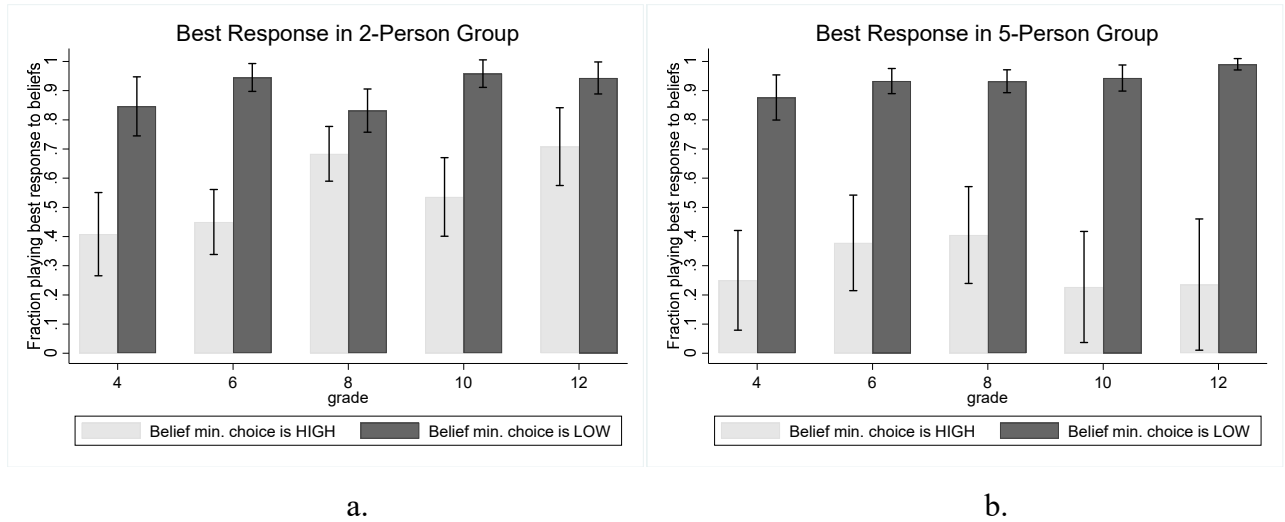 Best Response in 2-Person Group
Fraction playing best response to beliefs
1
.9
.8
.7
.6
.5
.4
.3
.2
.1
0
4 6 8 10 12
grade
Belief min. choice is HIGH Belief min. choice is LOW
a.
Best Response in 5-Person Group
Fraction playing best response to beliefs
1
.9
.8
.7
.6
.5
.4
.3
.2
.1
0
4 6 8 10 12
grade
Belief min. choice is HIGH Belief min. choice is LOW
b.